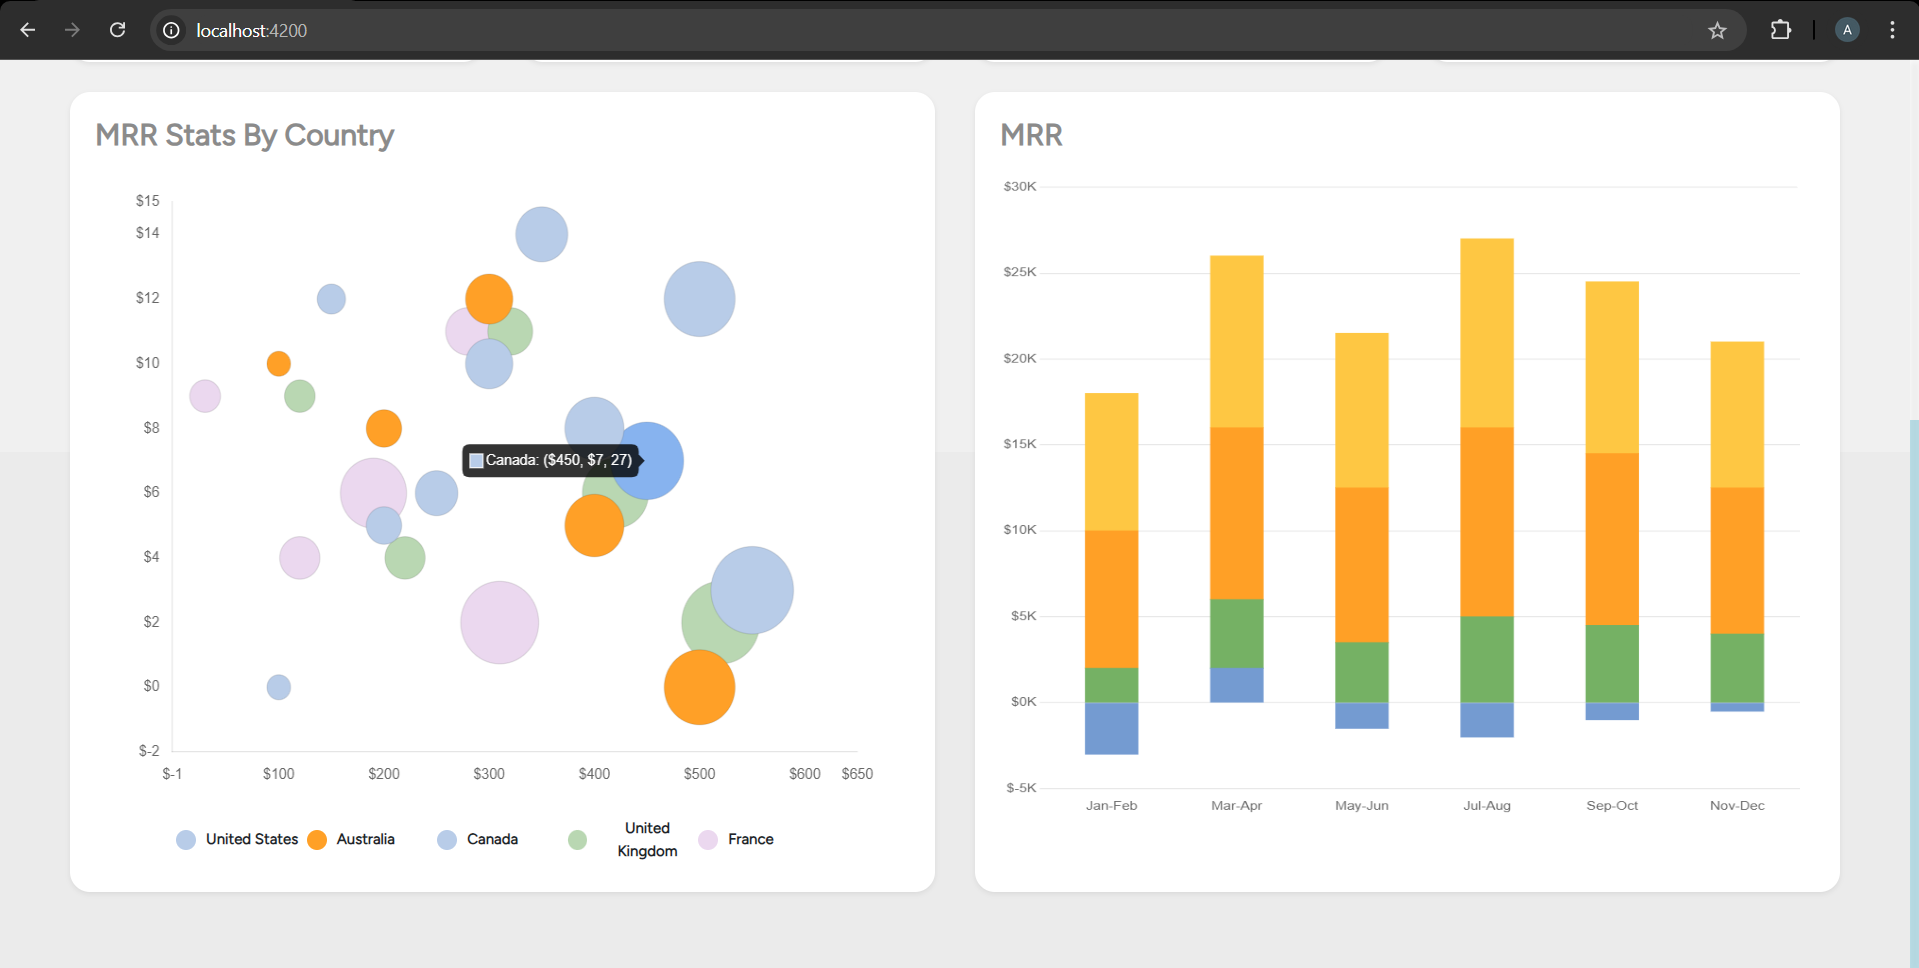 localhost:4200
A
MRR Stats By Country
$15
$14
$12
$10
$8
$6
$4
$2
$0
$-2
$-1
$100
$200
$300
$400
$500
$600
$650
Canada: ($450, $7, 27)
United States
Australia
Canada
United
Kingdom
France
MRR
$30K
$25K
$20K
$15K
$10K
$5K
$0K
$-5K
Jan-Feb
Mar-Apr
May-Jun
Jul-Aug
Sep-Oct
Nov-Dec